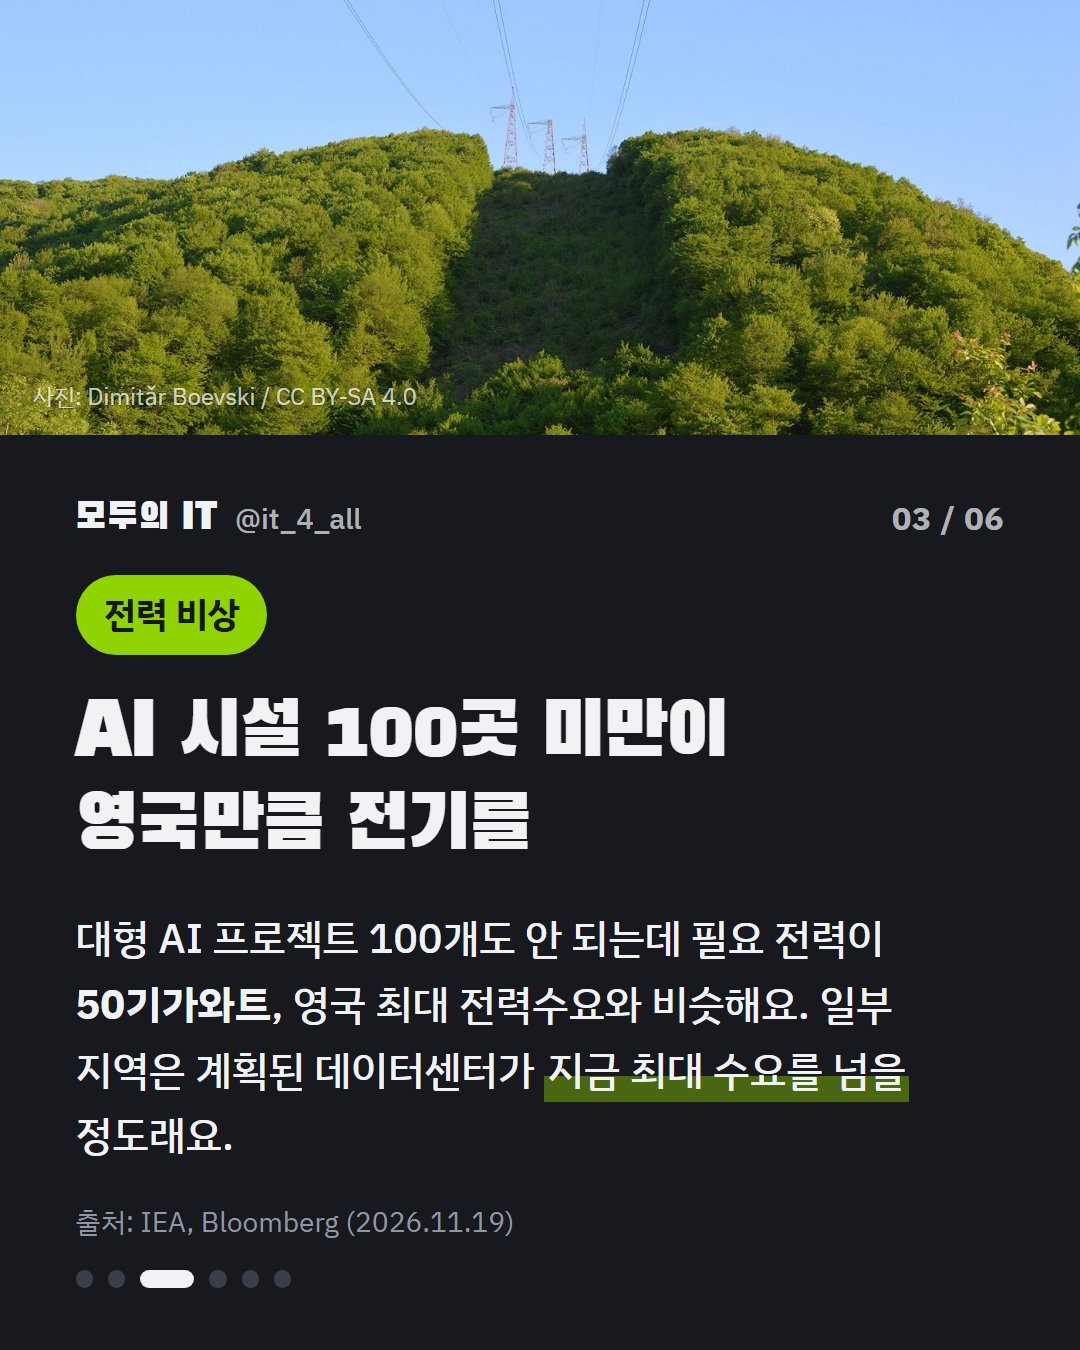 사진: Dimităr Boevski / CC BY-SA 4.0
모두의 IT @it_4_all
03 / 06
전력 비상
AI 시설 100곳 미만이
영국만큼 전기를
대형 AI 프로젝트 100개도 안 되는데 필요 전력이
50기가와트, 영국 최대 전력수요와 비슷해요. 일부
지역은 계획된 데이터센터가 지금 최대 수요를 넘을
정도래요.
출처: IEA, Bloomberg (2026.11.19)